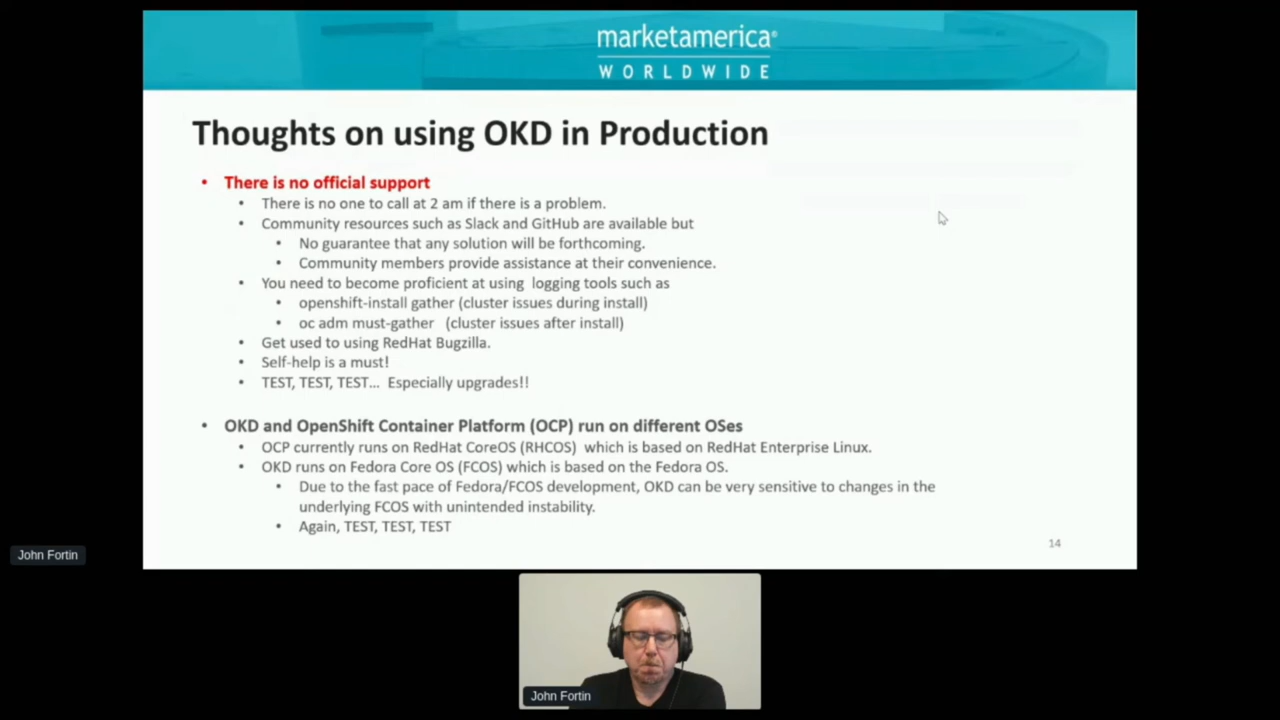 marketamerica®
WORLDWIDE
Thoughts on using OKD in Production
• There is no official support
• There is no one to call at 2 am if there is a problem.
• Community resources such as Slack and GitHub are available but
• No guarantee that any solution will be forthcoming.
• Community members provide assistance at their convenience.
• You need to become proficient at using logging tools such as
• openshift-install gather (cluster issues during install)
• oc adm must-gather (cluster issues after install)
• Get used to using RedHat Bugzilla.
• Self-help is a must!
• TEST, TEST, TEST... Especially upgrades!!
• OKD and OpenShift Container Platform (OCP) run on different OSes
• OCP currently runs on RedHat CoreOS (RHCOS) which is based on RedHat Enterprise Linux.
• OKD runs on Fedora Core OS (FCOS) which is based on the Fedora OS.
• Due to the fast pace of Fedora/FCOS development, OKD can be very sensitive to changes in the
underlying FCOS with unintended instability.
• Again, TEST, TEST, TEST
14
John Fortin
John Fortin